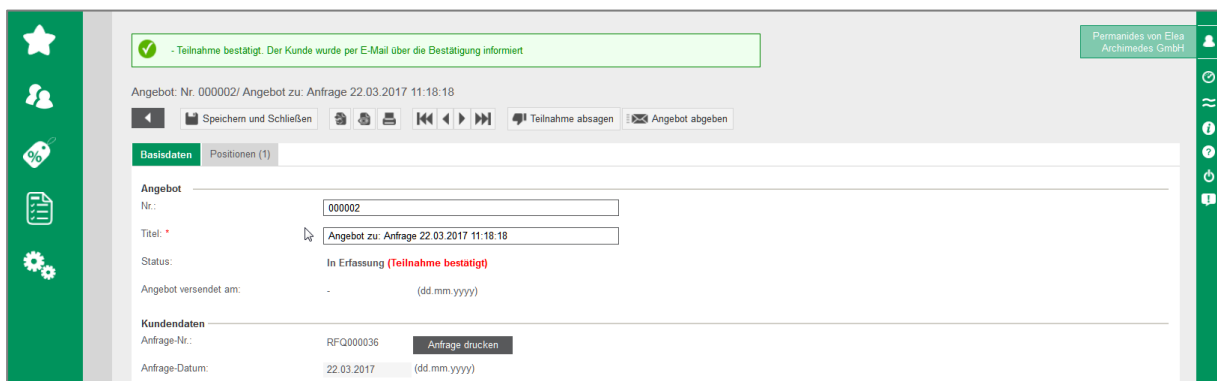 - Teilnahme bestätigt. Der Kunde wurde per E-Mail über die Bestätigung informiert
Permanides von Elea
Archimedes GmbH
Angebot: Nr. 000002/ Angebot zu: Anfrage 22.03.2017 11:18:18
Speichern und Schließen Teilnahme absagen Angebot abgeben
Basisdaten Positionen (1)
Angebot
Nr.: 000002
Titel: * Angebot zu: Anfrage 22.03.2017 11:18:18
Status: In Erfassung (Teilnahme bestätigt)
Angebot versendet am: - (dd.mm.yyyy)
Kundendaten
Anfrage-Nr.: RFQ000036 Anfrage drucken
Anfrage-Datum: 22.03.2017 (dd.mm.yyyy)